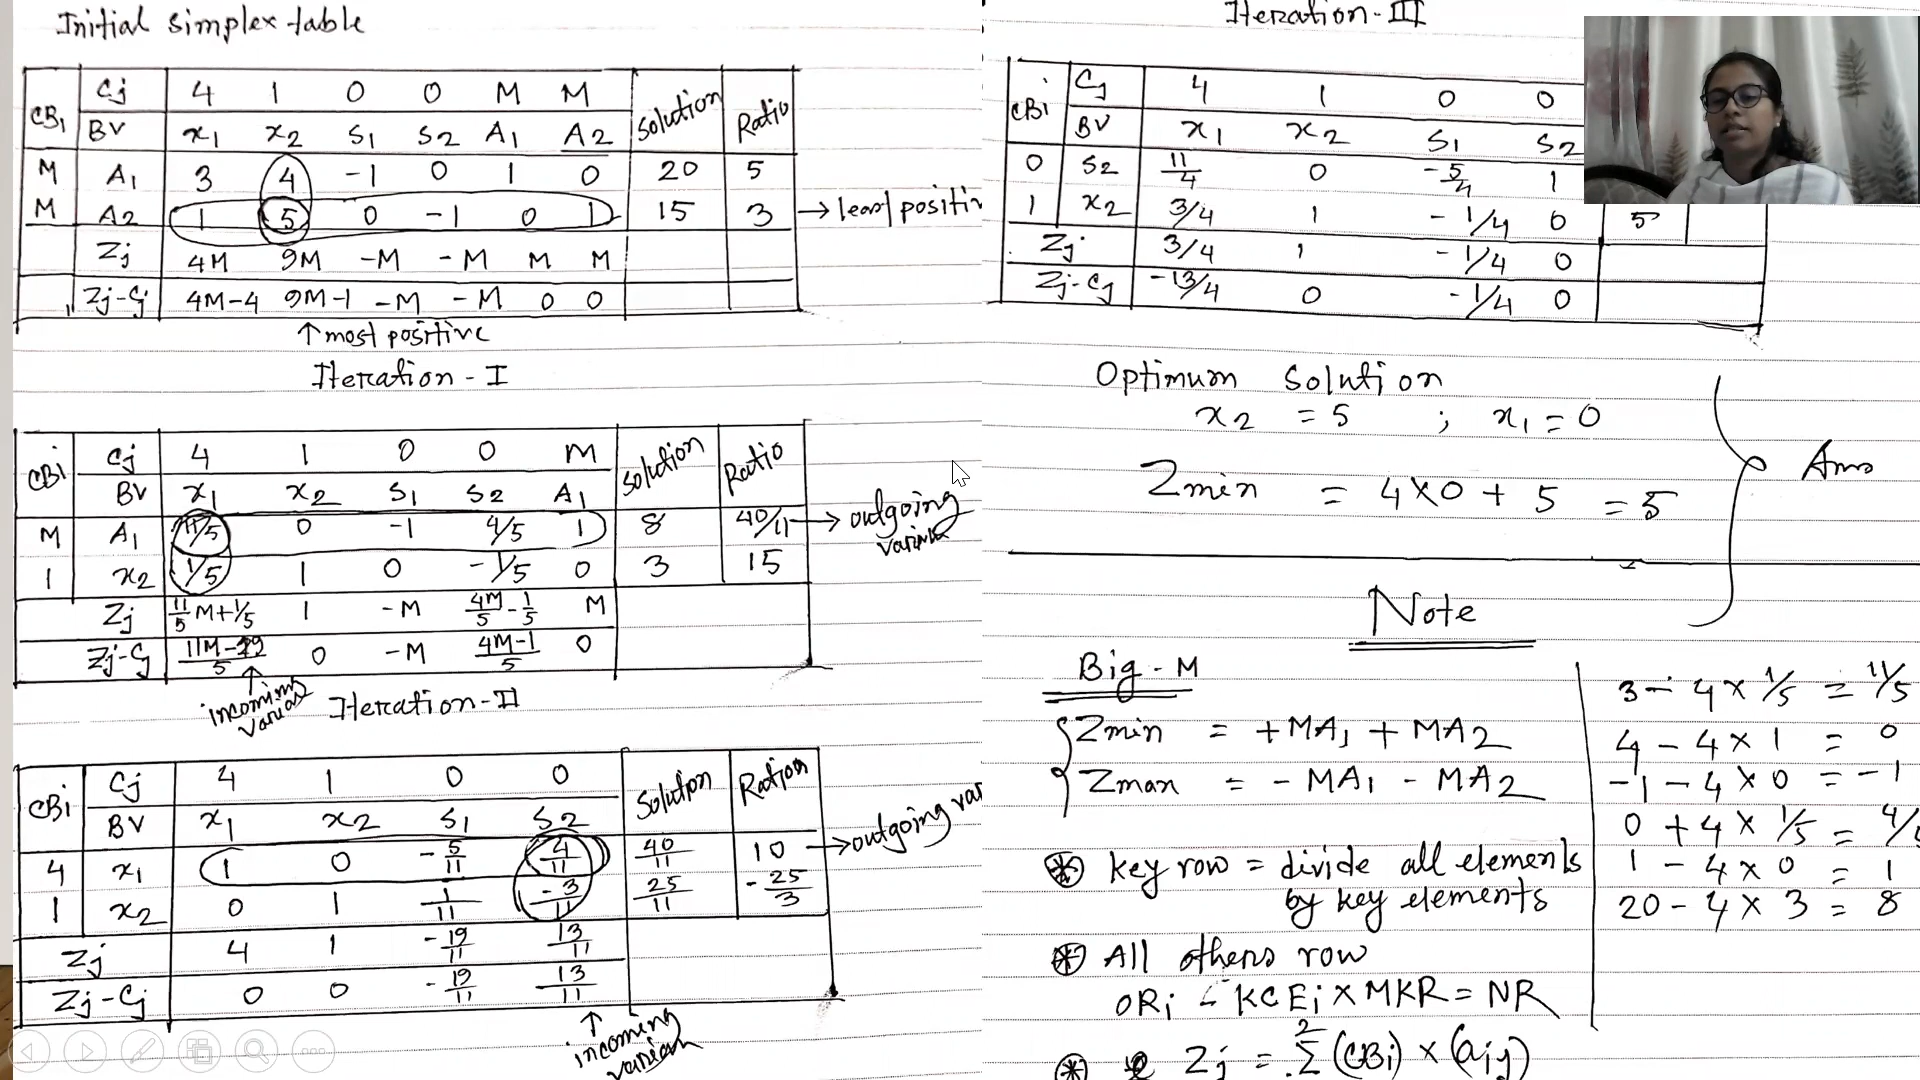 Initial simplex table
CBi Cj 4 1 0 0 M M Solution Ratio
BV x1 x2 S1 S2 A1 A2
M A1 3 4 -1 0 1 0 20 5
M A2 1 5 0 -1 0 1 15 3 → least positiv
Zj 4M 9M -M -M M M
Zj-Cj 4M-4 9M-1 -M -M 0 0
↑ most positive
Iteration - I
CBi Cj 4 1 0 0 M Solution Ratio
BV x1 x2 S1 S2 A1
M A1 11/5 0 -1 4/5 1 8 40/11 → outgoing
1 x2 1/5 1 0 -1/5 0 3 15
Zj 11/5 M+1/5 1 -M 4M/5 - 1/5 M
Zj-Cj 0 -M 4M-1/5 0
↑ incoming
Iteration - II
CBi Cj 4 1 0 0 Solution Ration
BV x1 x2 S1 S2
4 x1 1 0 -5/11 4/11 40/11 10 → outgoing var
1 x2 0 1 1/11 -3/11 25/11 -25/3
Zj 4 1 -19/11 13/11
Zj-Cj 0 0 -19/11 13/11
↑
incoming
Iteration - III
CBi Cj 4 1 0 0
BV x1 x2 S1 S2
0 S2 11/4 0 -5/4 1
1 x2 3/4 1 -1/4 0 5
Zj 3/4 1 -1/4 0
Zj-Cj -13/4 0 -1/4 0
Optimum Solution
x2 = 5 ; x1 = 0
Zmin = 4×0 + 5 = 5
Ans
Note
Big - M
Zmin = +MA1 + MA2
Zmax = - MA1 - MA2
key row = divide all elements
by key elements
All others row
ORi - KCEi × MKR = NR
Zj = 2 Σ (CBi) × (aij)
3 - 4 × 1/5 = 11/5
4 - 4 × 1 = 0
-1 - 4 × 0 = -1
0 + 4 × 1/5 = 4/5
1 - 4 × 0 = 1
20 - 4 × 3 = 8